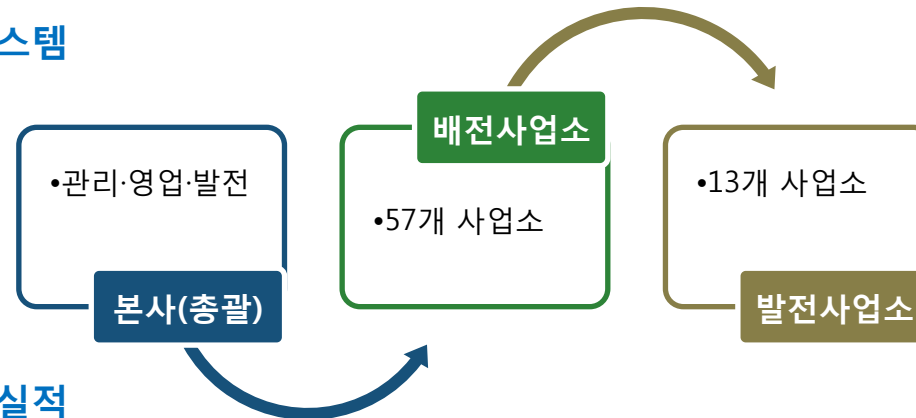 스템
배전사업소
•관리·영업·발전
•13개 사업소
•57개 사업소
본사(총괄)
발전사업소
실적